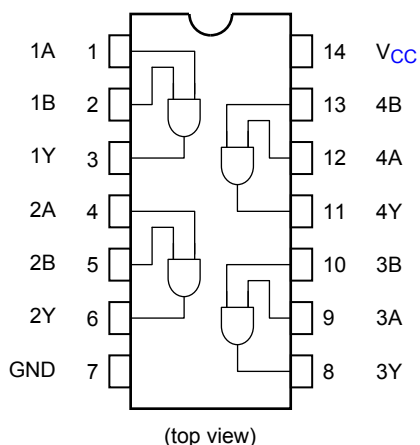 1A 1 14 VCC
1B 2 13 4B
1Y 3 12 4A
2A 4 11 4Y
2B 5 10 3B
2Y 6 9 3A
GND 7 8 3Y
(top view)